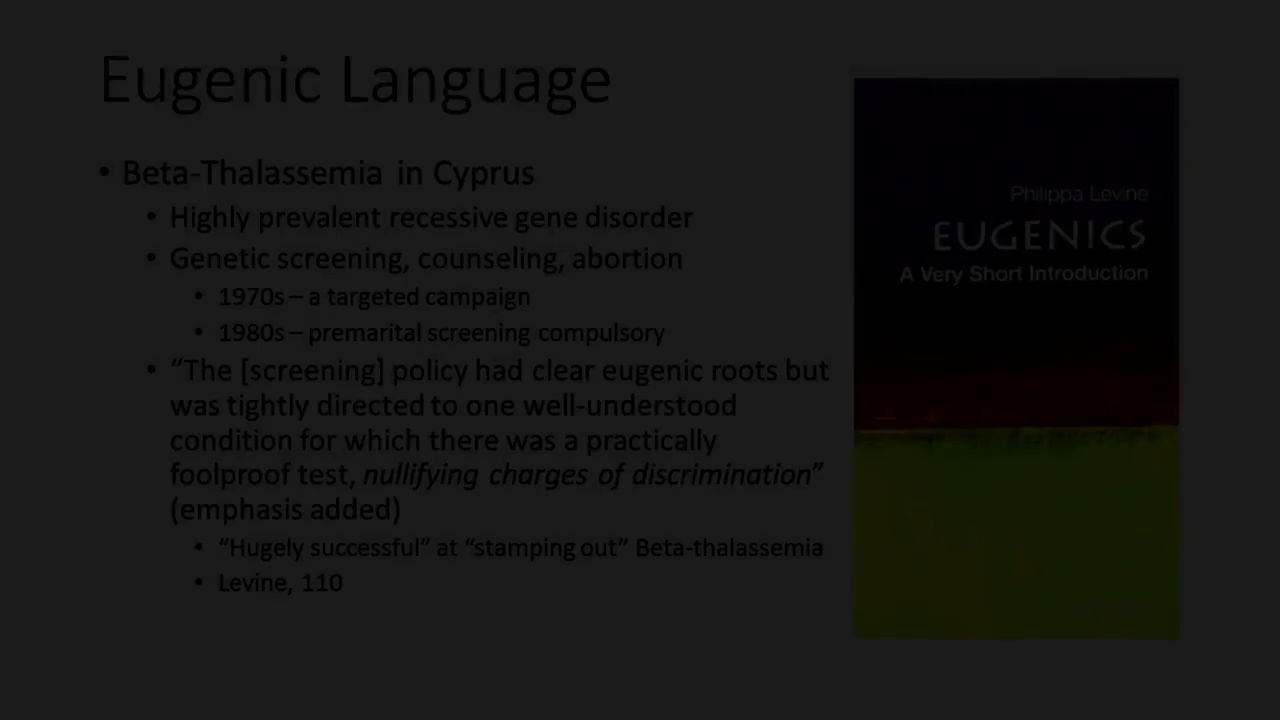 Eugenic Language
• Beta-Thalassemia in Cyprus
• Highly prevalent recessive gene disorder
• Genetic screening, counseling, abortion
• 1970s – a targeted campaign
• 1980s – premarital screening compulsory
• “The [screening] policy had clear eugenic roots but
was tightly directed to one well-understood
condition for which there was a practically
foolproof test, nullifying charges of discrimination”
(emphasis added)
• “Hugely successful” at “stamping out” Beta-thalassemia
• Levine, 110
Philippa Levine
EUGENICS
A Very Short Introduction